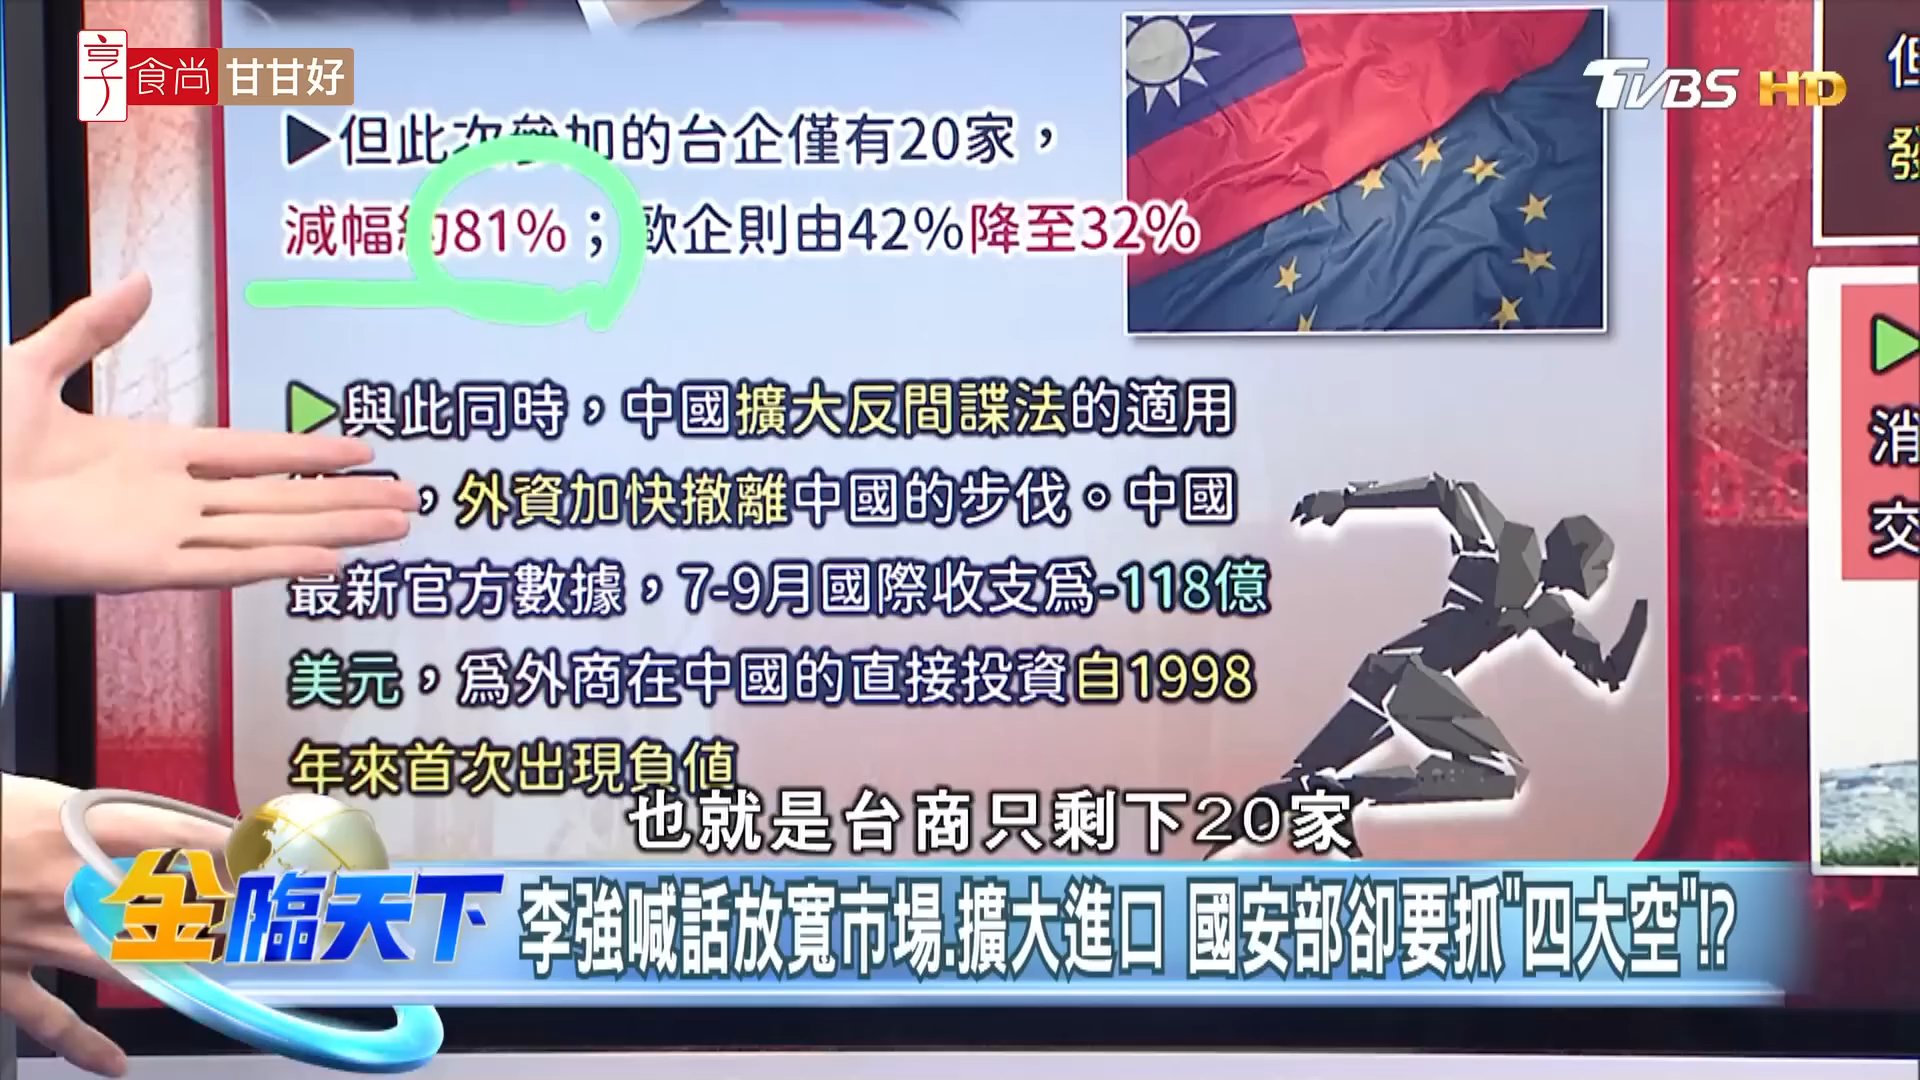 享食尚 甘甘好
TVBS HD
▶但此次參加的台企僅有20家，
減幅約81%；歐企則由42%降至32%
▶與此同時，中國擴大反間諜法的適用
，外資加快撤離中國的步伐。中國
最新官方數據，7-9月國際收支為-118億
美元，為外商在中國的直接投資自1998
年來首次出現負值
但
發
消
交
也就是台商只剩下20家
金臨天下
李強喊話放寬市場.擴大進口 國安部卻要抓"四大空"!?